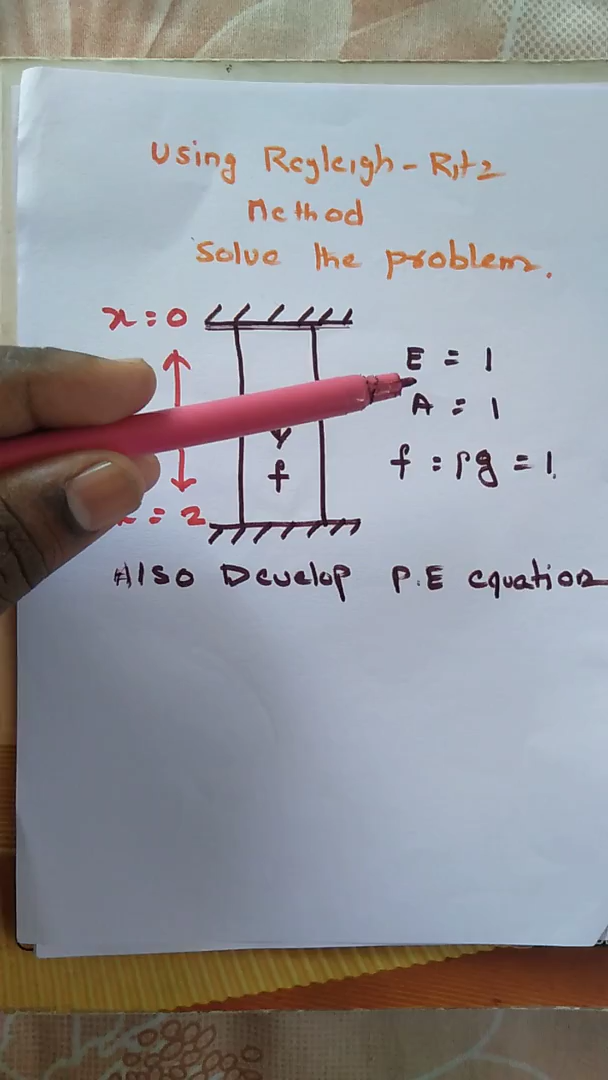 Using Rayleigh-Ritz
Method
Solve the problem.
x = 0
E = 1
A = 1
f
f = ρg = 1.
= 2
Also Develop P.E equation